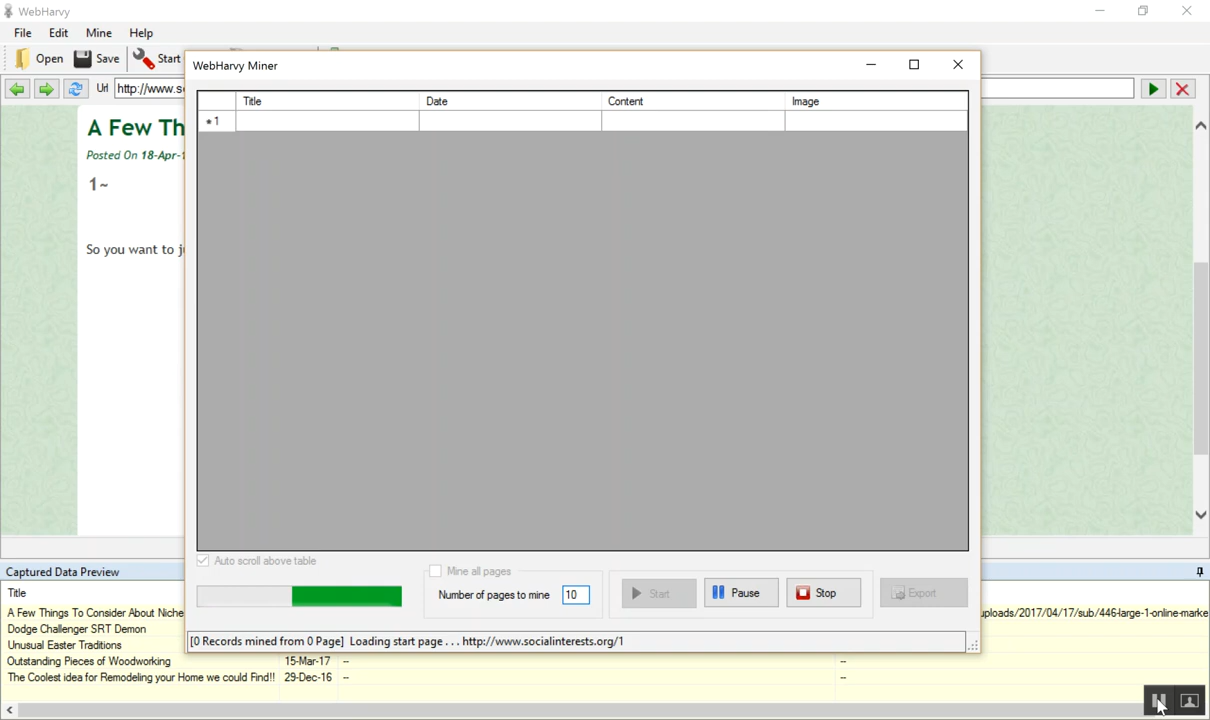 WebHarvy
File Edit Mine Help
Open Save Start
Url http://www.s
WebHarvy Miner
Title Date Content Image
* 1
A Few Th
Posted On 18-Apr-1
1~
So you want to j
Auto scroll above table
Mine all pages
Number of pages to mine 10
Start Pause Stop Export
[0 Records mined from 0 Page] Loading start page . . . http://www.socialinterests.org/1
Captured Data Preview
Title
A Few Things To Consider About Niche uploads/2017/04/17/sub/446-large-1-online-marke
Dodge Challenger SRT Demon
Unusual Easter Traditions
Outstanding Pieces of Woodworking 15-Mar-17 -- --
The Coolest idea for Remodeling your Home we could Find!! 29-Dec-16 -- --